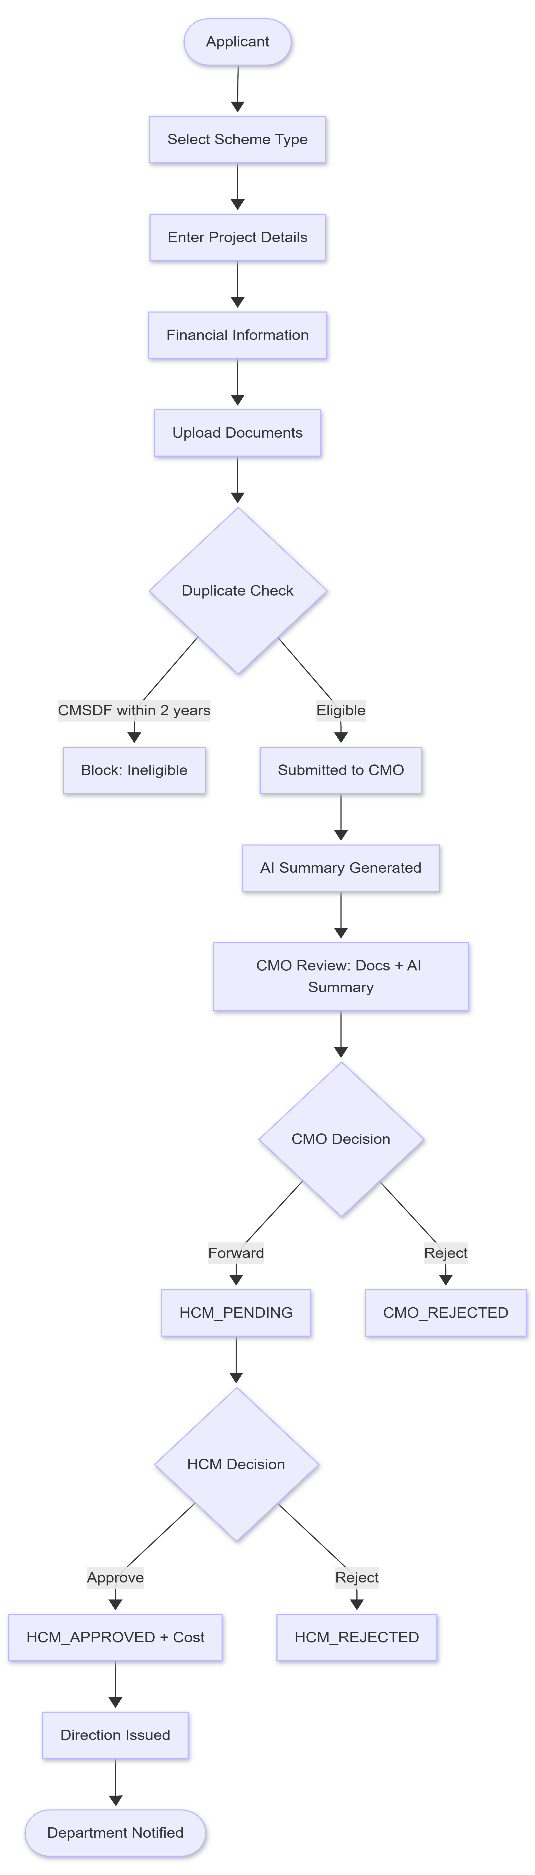 Applicant
Select Scheme Type
Enter Project Details
Financial Information
Upload Documents
Duplicate Check
CMSDF within 2 years
Eligible
Block: Ineligible
Submitted to CMO
AI Summary Generated
CMO Review: Docs + AI
Summary
CMO Decision
Forward
Reject
HCM_PENDING
CMO_REJECTED
HCM Decision
Approve
Reject
HCM_APPROVED + Cost
HCM_REJECTED
Direction Issued
Department Notified